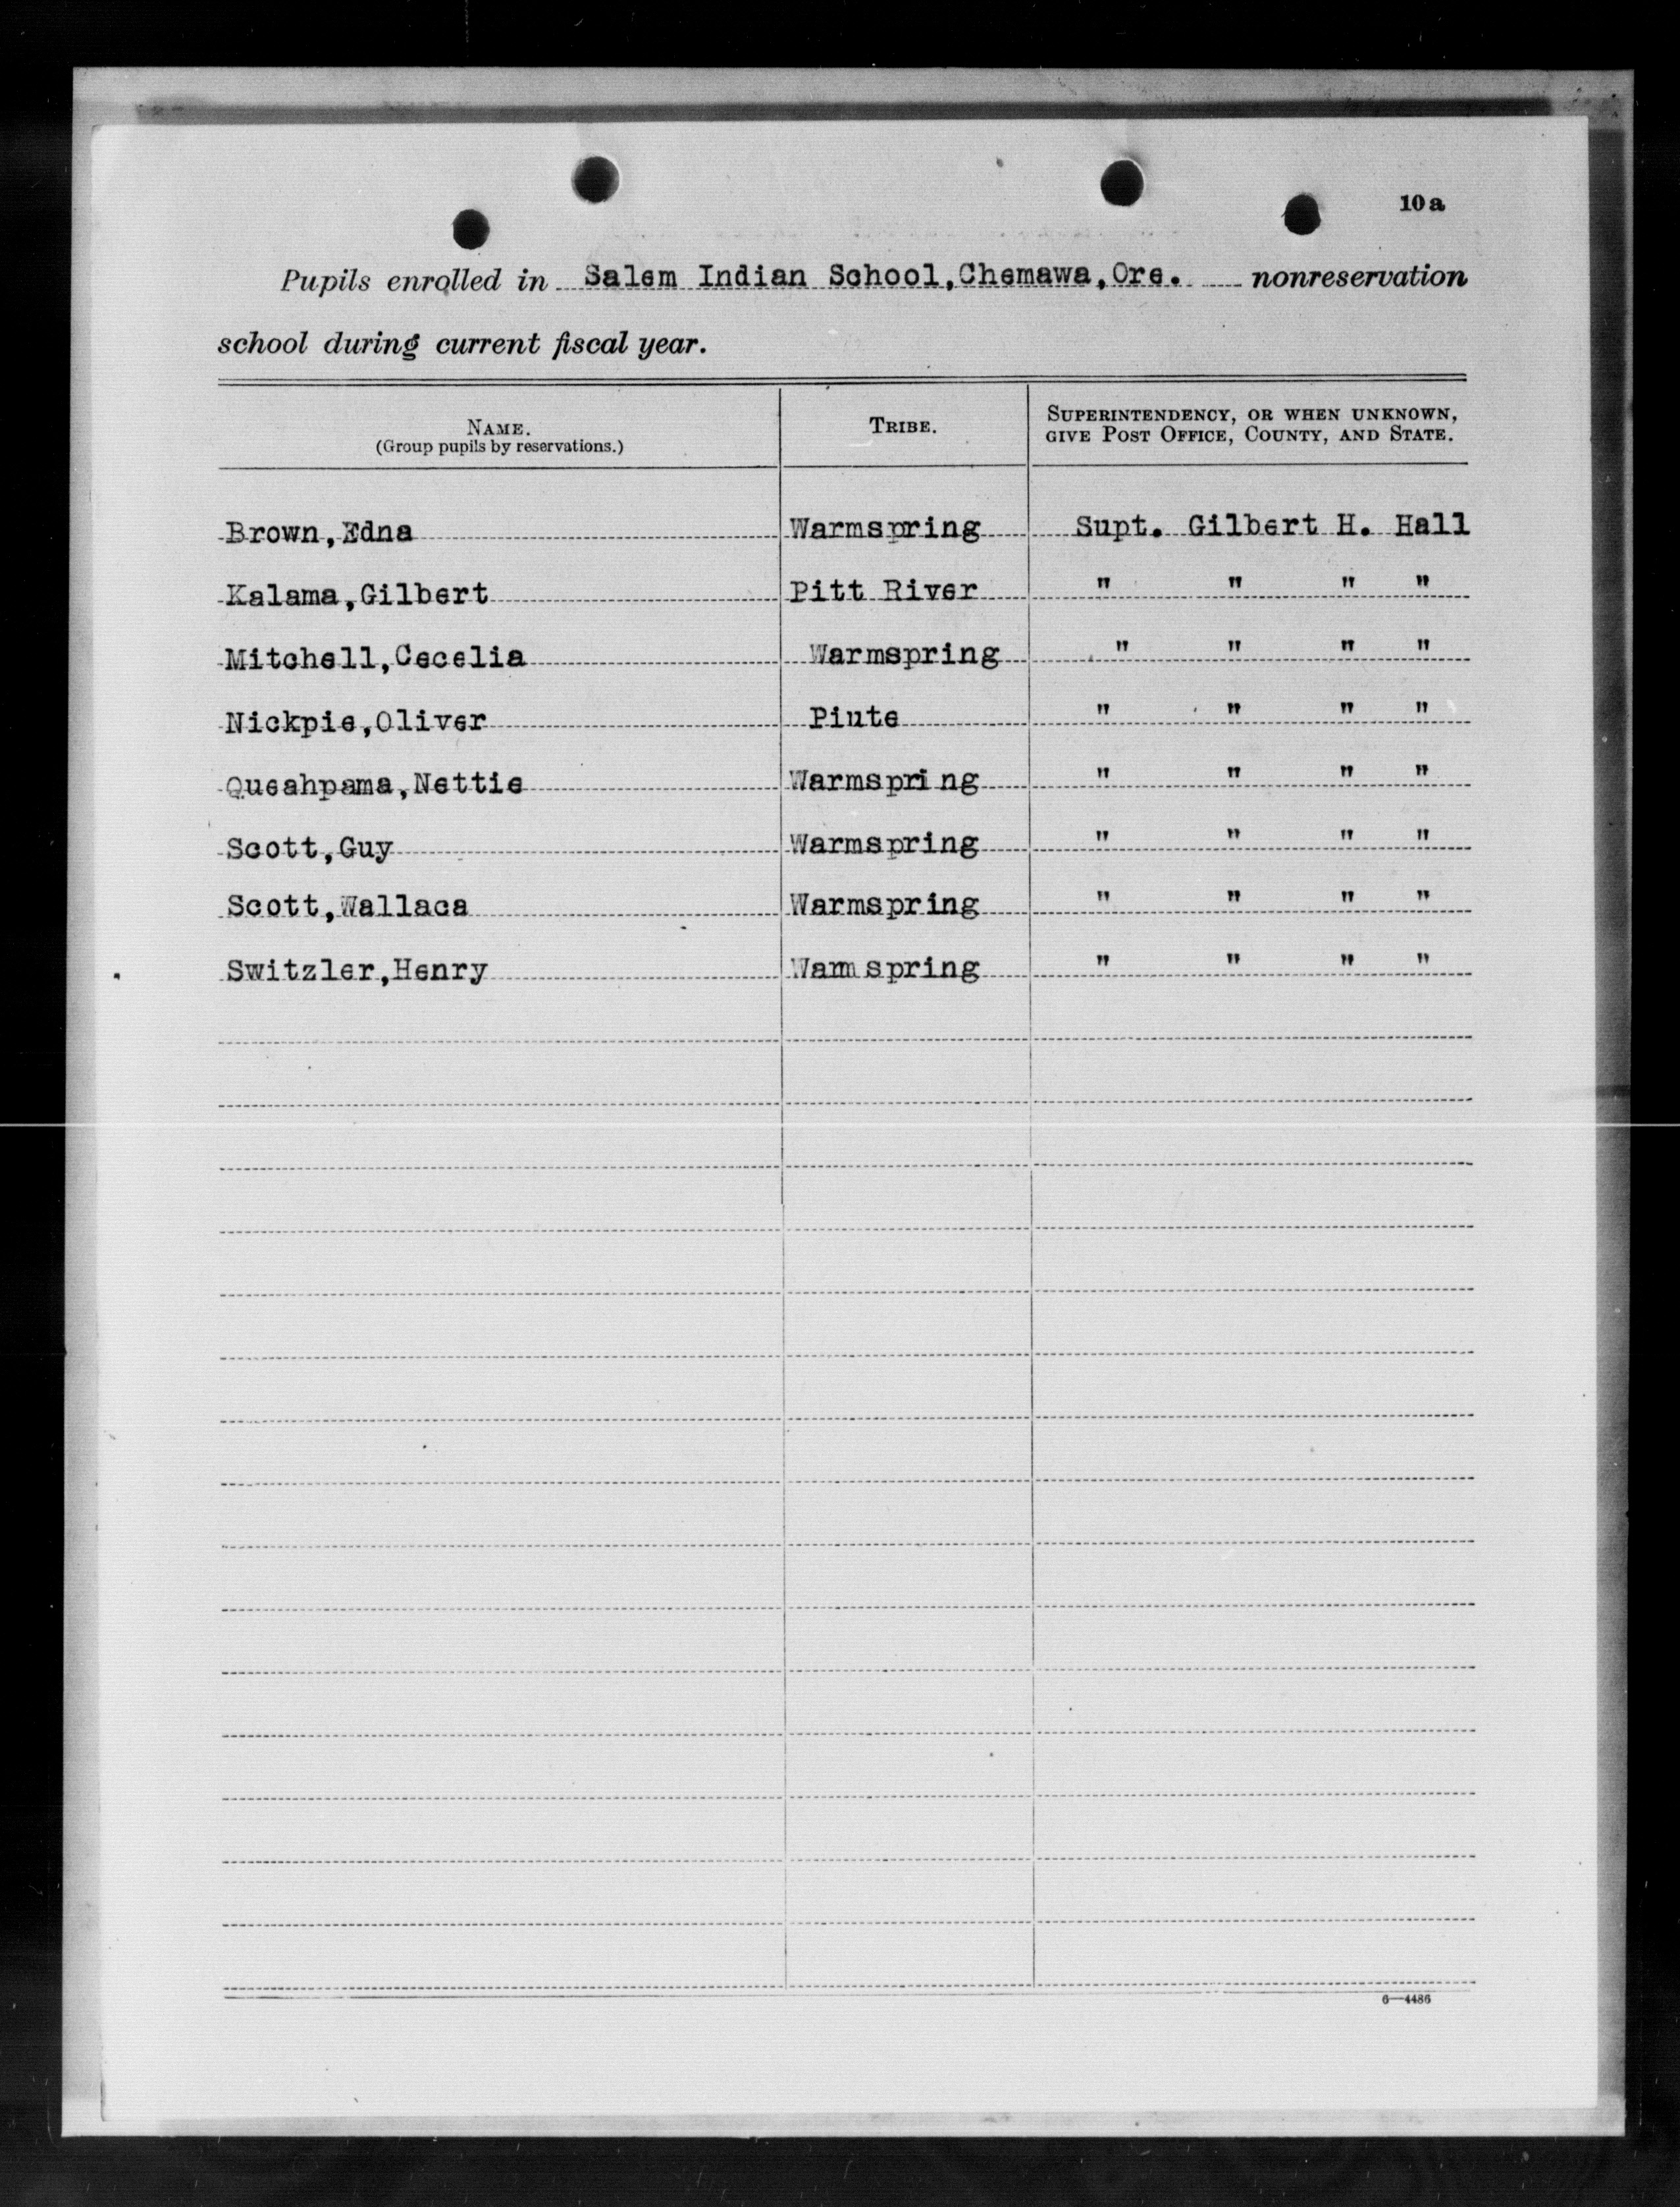 10a
Pupils enrolled in Salem Indian School,Chemawa,Ore. nonreservation
school during current fiscal year.
NAME.
(Group pupils by reservations.)
TRIBE.
SUPERINTENDENCY, OR WHEN UNKNOWN,
GIVE POST OFFICE, COUNTY, AND STATE.
Brown,Edna Warmspring Supt. Gilbert H. Hall
Kalama,Gilbert Pitt River " " " "
Mitchell,Cecelia Warmspring " " " "
Nickpie,Oliver Piute " " " "
Queahpama,Nettie Warmspring " " " "
Scott,Guy Warmspring " " " "
Scott,Wallaca Warmspring " " " "
Switzler,Henry Warmspring " " " "
6—4486